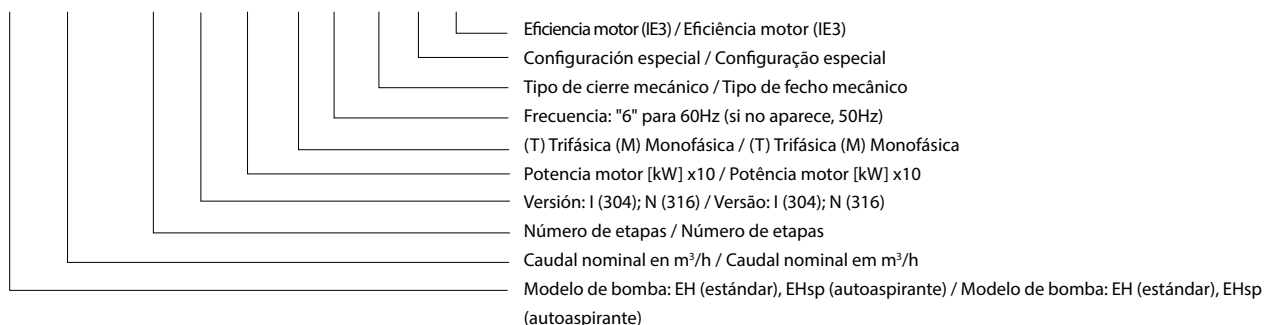 Eficiencia motor (IE3) / Eficiência motor (IE3)
Configuración especial / Configuração especial
Tipo de cierre mecánico / Tipo de fecho mecânico
Frecuencia: "6" para 60Hz (si no aparece, 50Hz)
(T) Trifásica (M) Monofásica / (T) Trifásica (M) Monofásica
Potencia motor [kW] x10 / Potência motor [kW] x10
Versión: I (304); N (316) / Versão: I (304); N (316)
Número de etapas / Número de etapas
Caudal nominal en m³/h / Caudal nominal em m³/h
Modelo de bomba: EH (estándar), EHsp (autoaspirante) / Modelo de bomba: EH (estándar), EHsp
(autoaspirante)